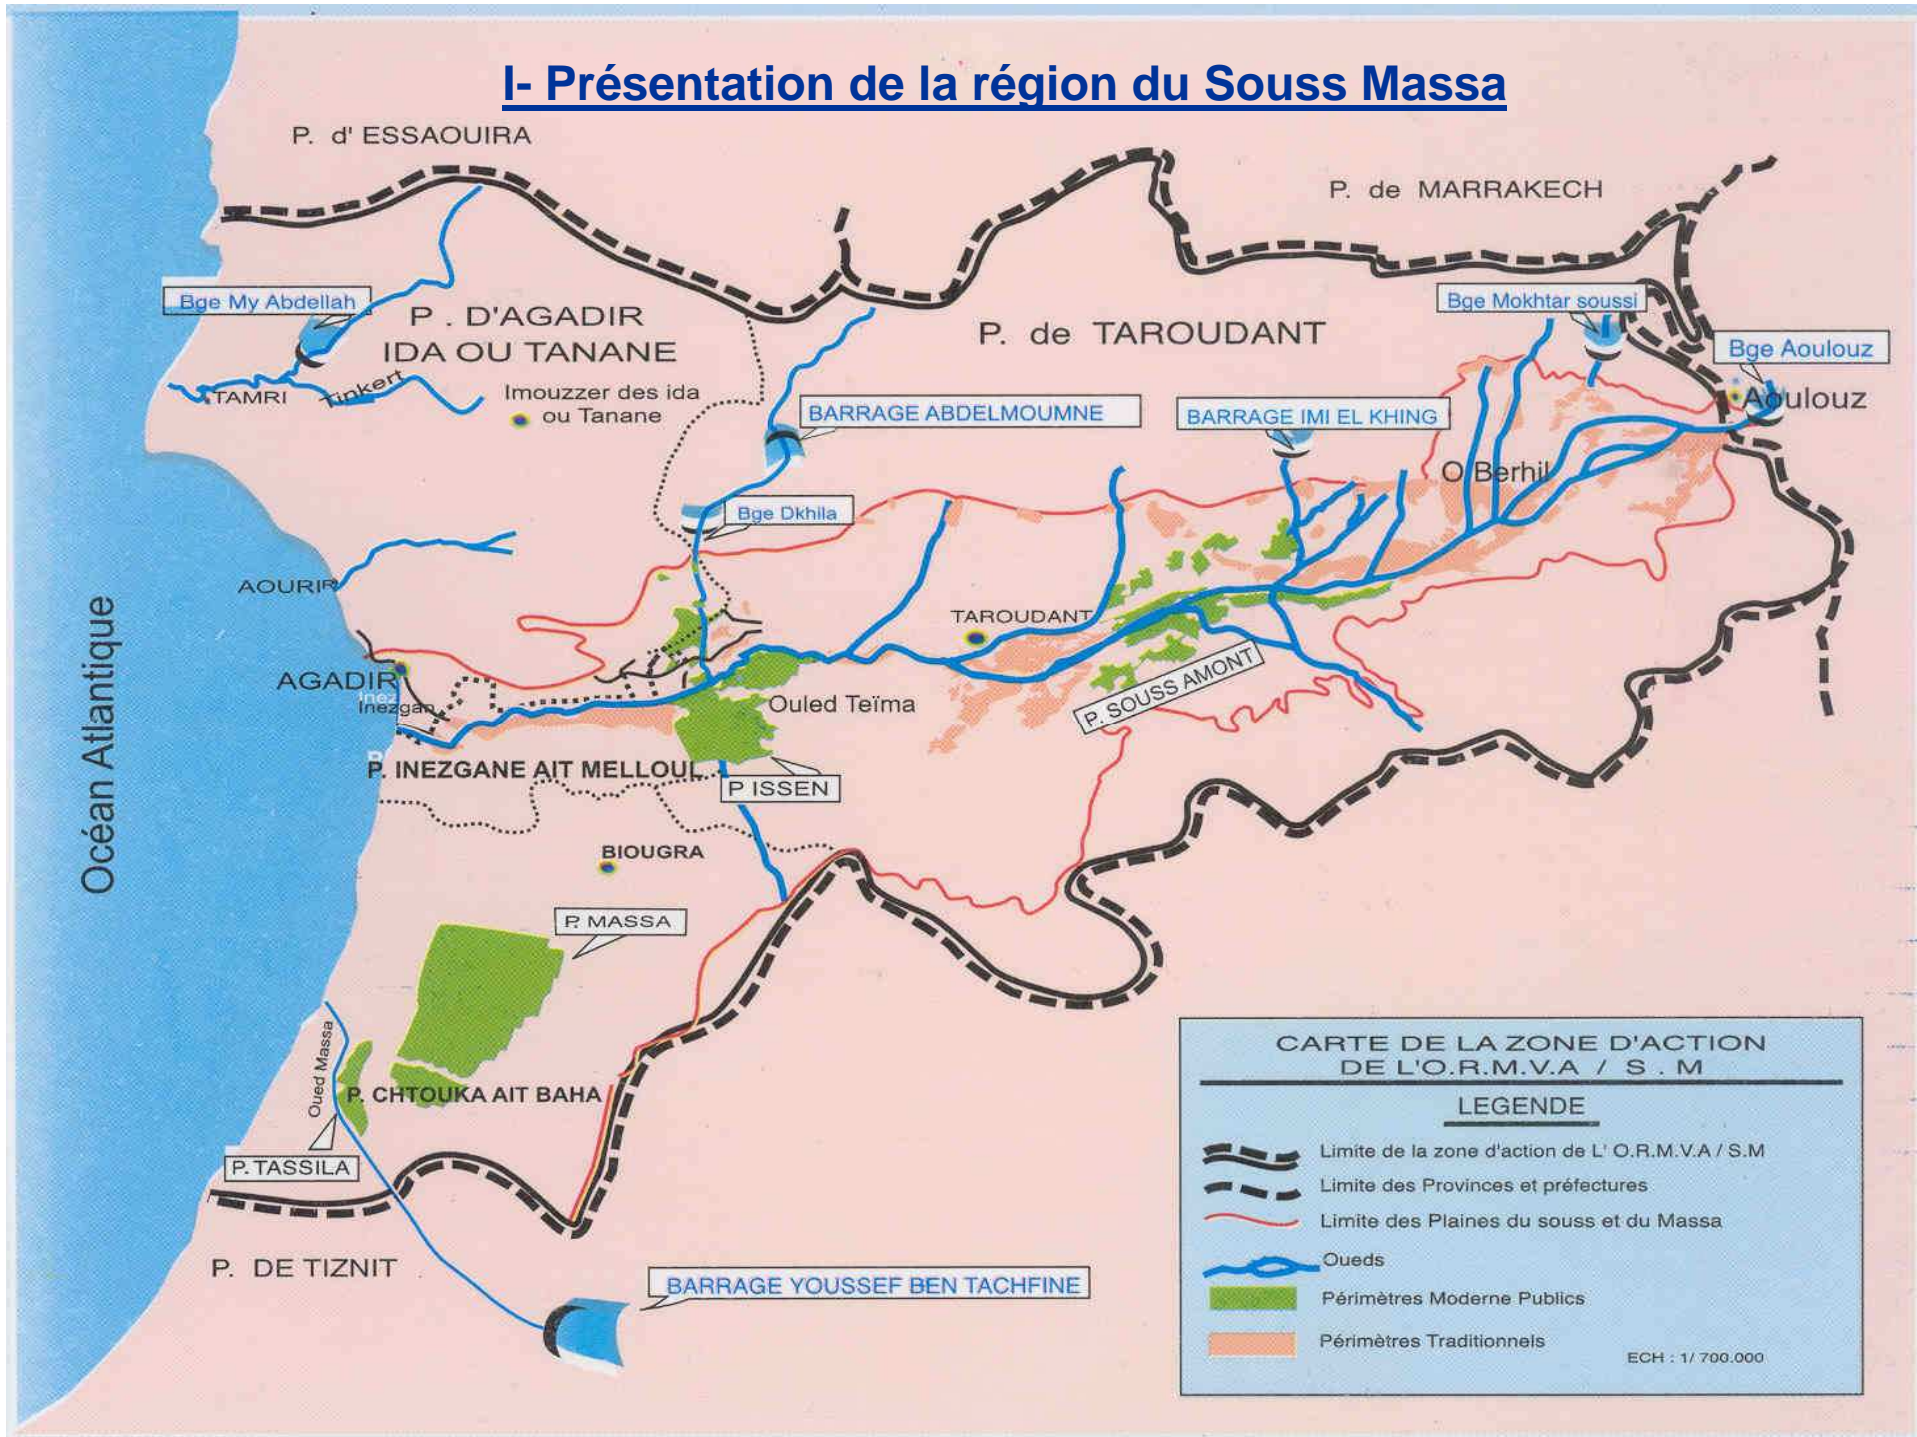 I- Présentation de la région du Souss Massa
P. d' ESSAOUIRA
P. de MARRAKECH
Bge My Abdellah
P . D'AGADIR
IDA OU TANANE
P. de TAROUDANT
Bge Mokhtar soussi
Bge Aoulouz
TAMRI
Tinkert
Imouzzer des ida
ou Tanane
BARRAGE ABDELMOUMNE
BARRAGE IMI EL KHING
Aoulouz
O Berhil
Bge Dkhila
AOURIR
TAROUDANT
AGADIR
Inez
Inezgan
Ouled Teïma
P. SOUSS AMONT
P. INEZGANE AIT MELLOUL
P ISSEN
Océan Atlantique
BIOUGRA
P. MASSA
Oued Massa
P. CHTOUKA AIT BAHA
P. TASSILA
P. DE TIZNIT
BARRAGE YOUSSEF BEN TACHFINE
CARTE DE LA ZONE D'ACTION
DE L'O.R.M.V.A / S . M
LEGENDE
Limite de la zone d'action de L' O.R.M.V.A / S.M
Limite des Provinces et préfectures
Limite des Plaines du souss et du Massa
Oueds
Périmètres Moderne Publics
Périmètres Traditionnels
ECH : 1/ 700.000